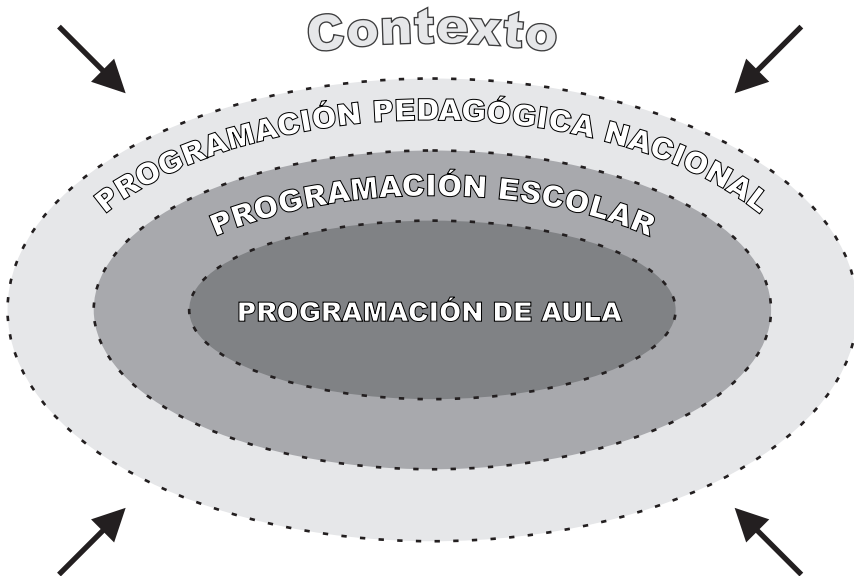 Contexto
PROGRAMACIÓN PEDAGÓGICA NACIONAL
PROGRAMACIÓN ESCOLAR
PROGRAMACIÓN DE AULA